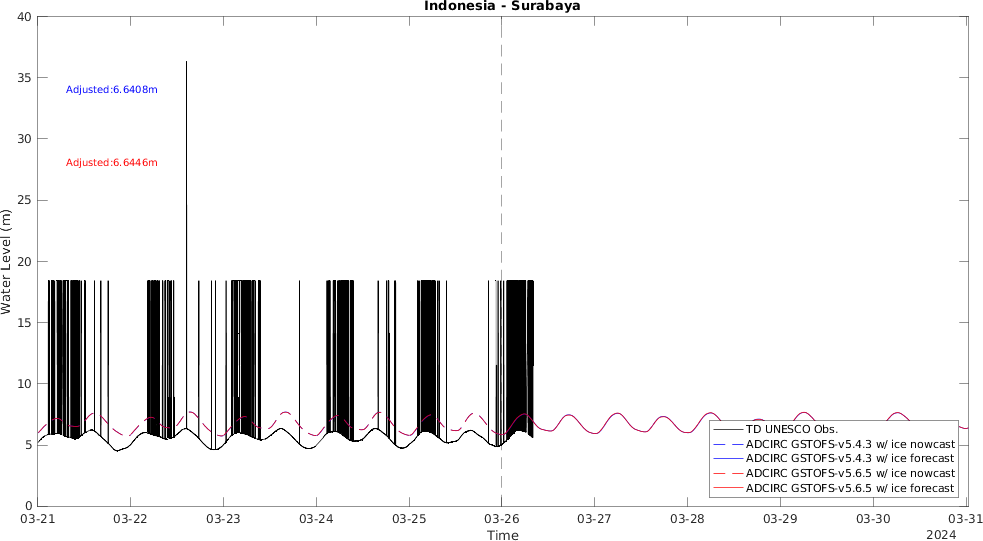 Indonesia - Surabaya
40
35
30
25
20
15
10
5
0
Water Level (m)
Adjusted:6.6408m
Adjusted:6.6446m
TD UNESCO Obs.
ADCIRC GSTOFS-v5.4.3 w/ ice nowcast
ADCIRC GSTOFS-v5.4.3 w/ ice forecast
ADCIRC GSTOFS-v5.6.5 w/ ice nowcast
ADCIRC GSTOFS-v5.6.5 w/ ice forecast
03-21 03-22 03-23 03-24 03-25 03-26 03-27 03-28 03-29 03-30 03-31
Time
2024